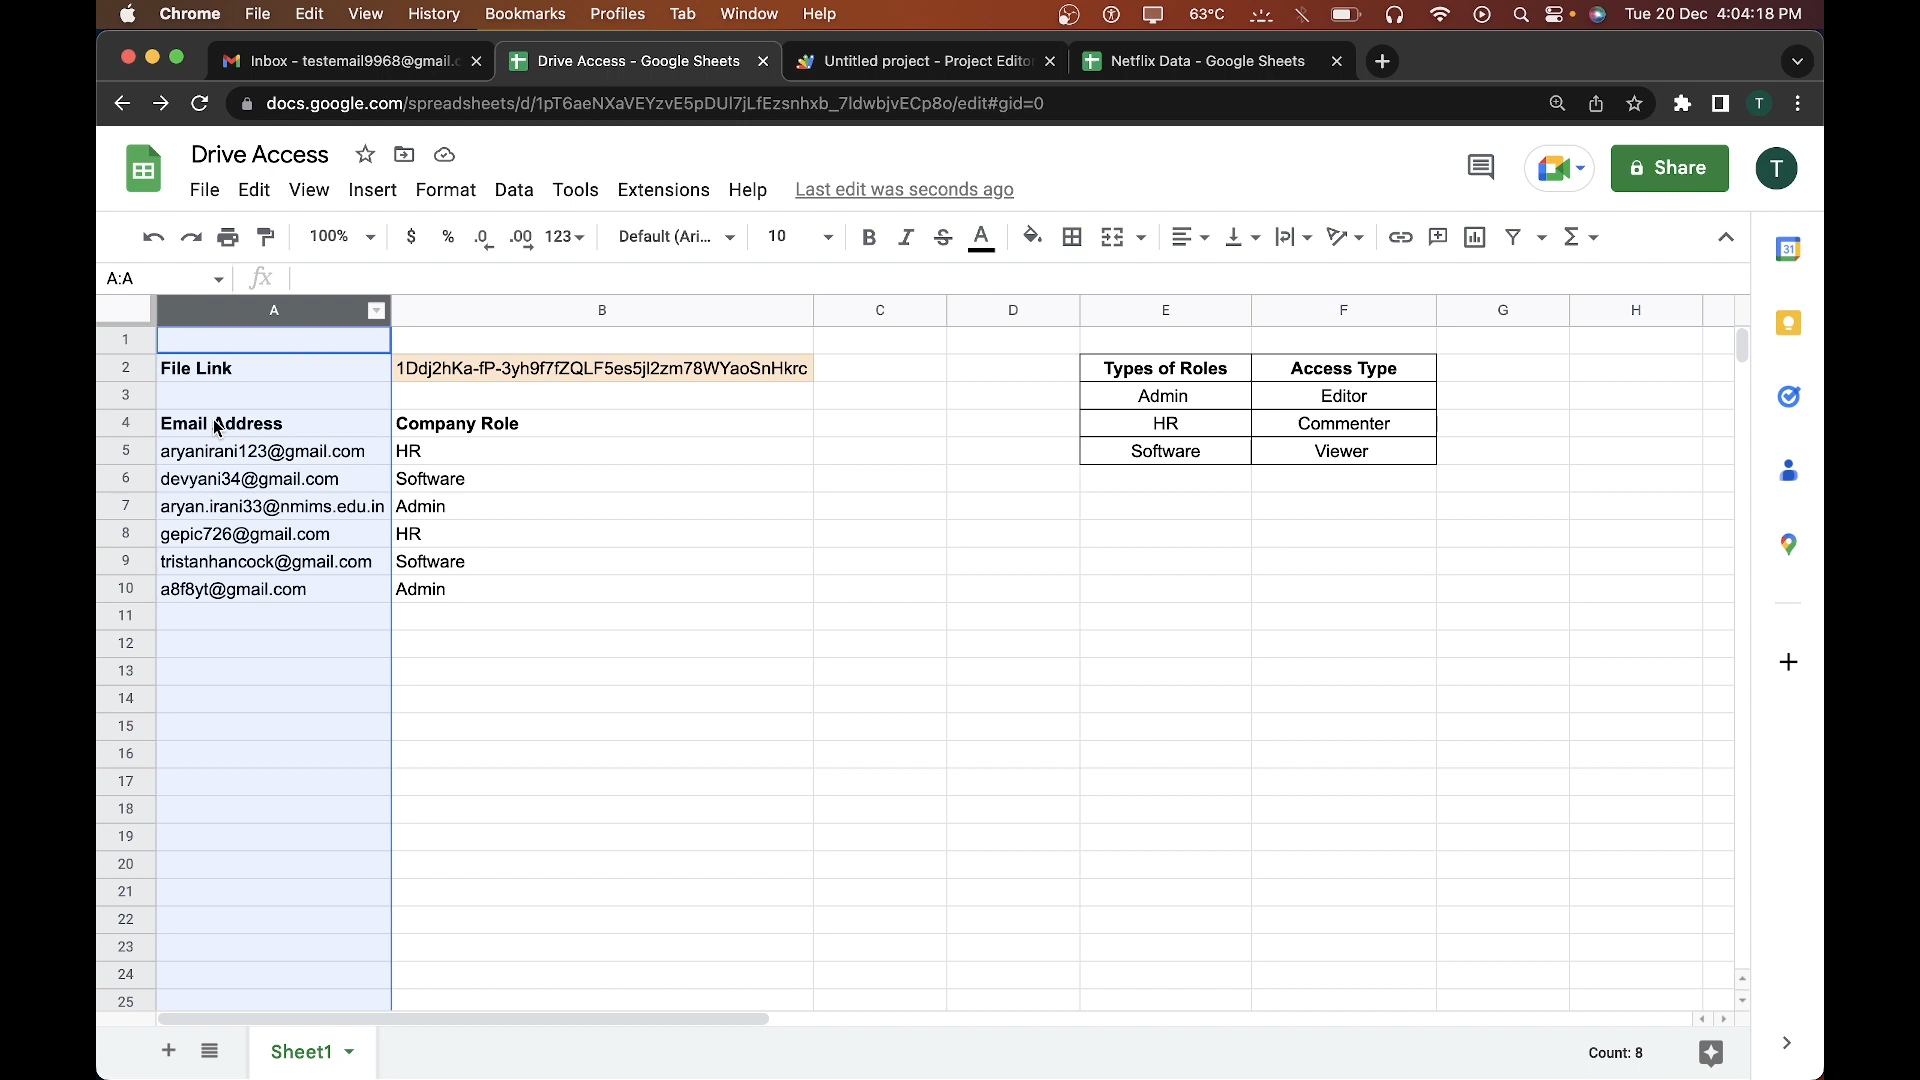 Chrome File Edit View History Bookmarks Profiles Tab Window Help 63°C Tue 20 Dec 4:04:18 PM
Inbox - testemail9968@gmail.c Drive Access - Google Sheets Untitled project - Project Editor Netflix Data - Google Sheets
docs.google.com/spreadsheets/d/1pT6aeNXaVEYzvE5pDUl7jLfEzsnhxb_7ldwbjvECp8o/edit#gid=0 T
Drive Access
File Edit View Insert Format Data Tools Extensions Help Last edit was seconds ago
Share T
100% $ % .0 .00 123 Default (Ari... 10 B I S A
31
A:A fx
A B C D E F G H
1
2 File Link 1Ddj2hKa-fP-3yh9f7fZQLF5es5jl2zm78WYaoSnHkrc Types of Roles Access Type
3 Admin Editor
4 Email Address Company Role HR Commenter
5 aryanirani123@gmail.com HR Software Viewer
6 devyani34@gmail.com Software
7 aryan.irani33@nmims.edu.in Admin
8 gepic726@gmail.com HR
9 tristanhancock@gmail.com Software
10 a8f8yt@gmail.com Admin
11
12
13
14
15
16
17
18
19
20
21
22
23
24
25
Sheet1 Count: 8